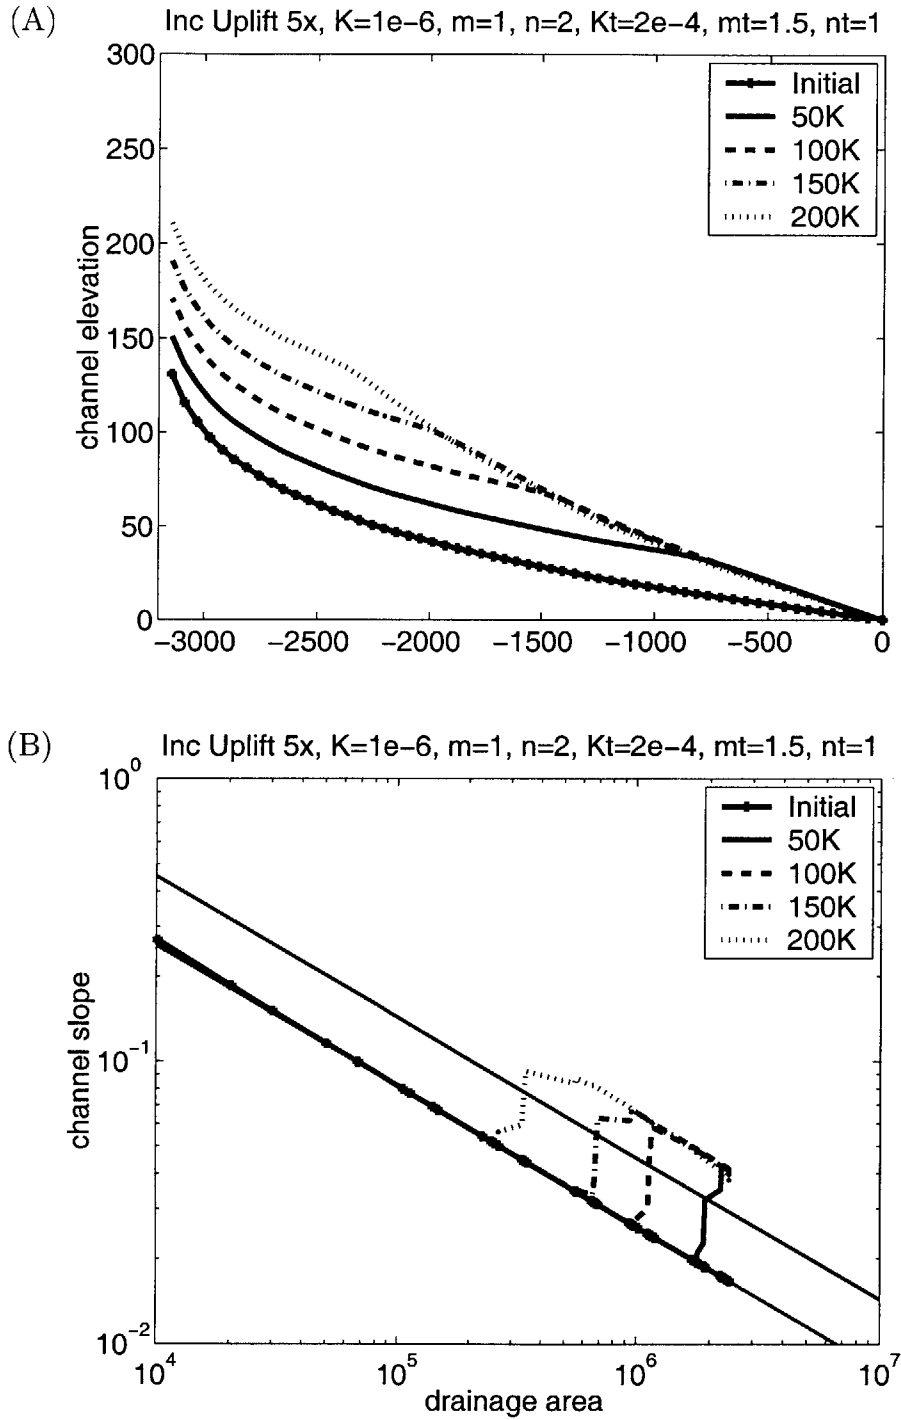 (A)
Inc Uplift 5x, K=1e−6, m=1, n=2, Kt=2e−4, mt=1.5, nt=1
300
250
200
150
100
50
0
channel elevation
Initial
50K
100K
150K
200K
−3000 −2500 −2000 −1500 −1000 −500 0
(B)
Inc Uplift 5x, K=1e−6, m=1, n=2, Kt=2e−4, mt=1.5, nt=1
10^0
10^−1
10^−2
channel slope
Initial
50K
100K
150K
200K
10^4 10^5 10^6 10^7
drainage area